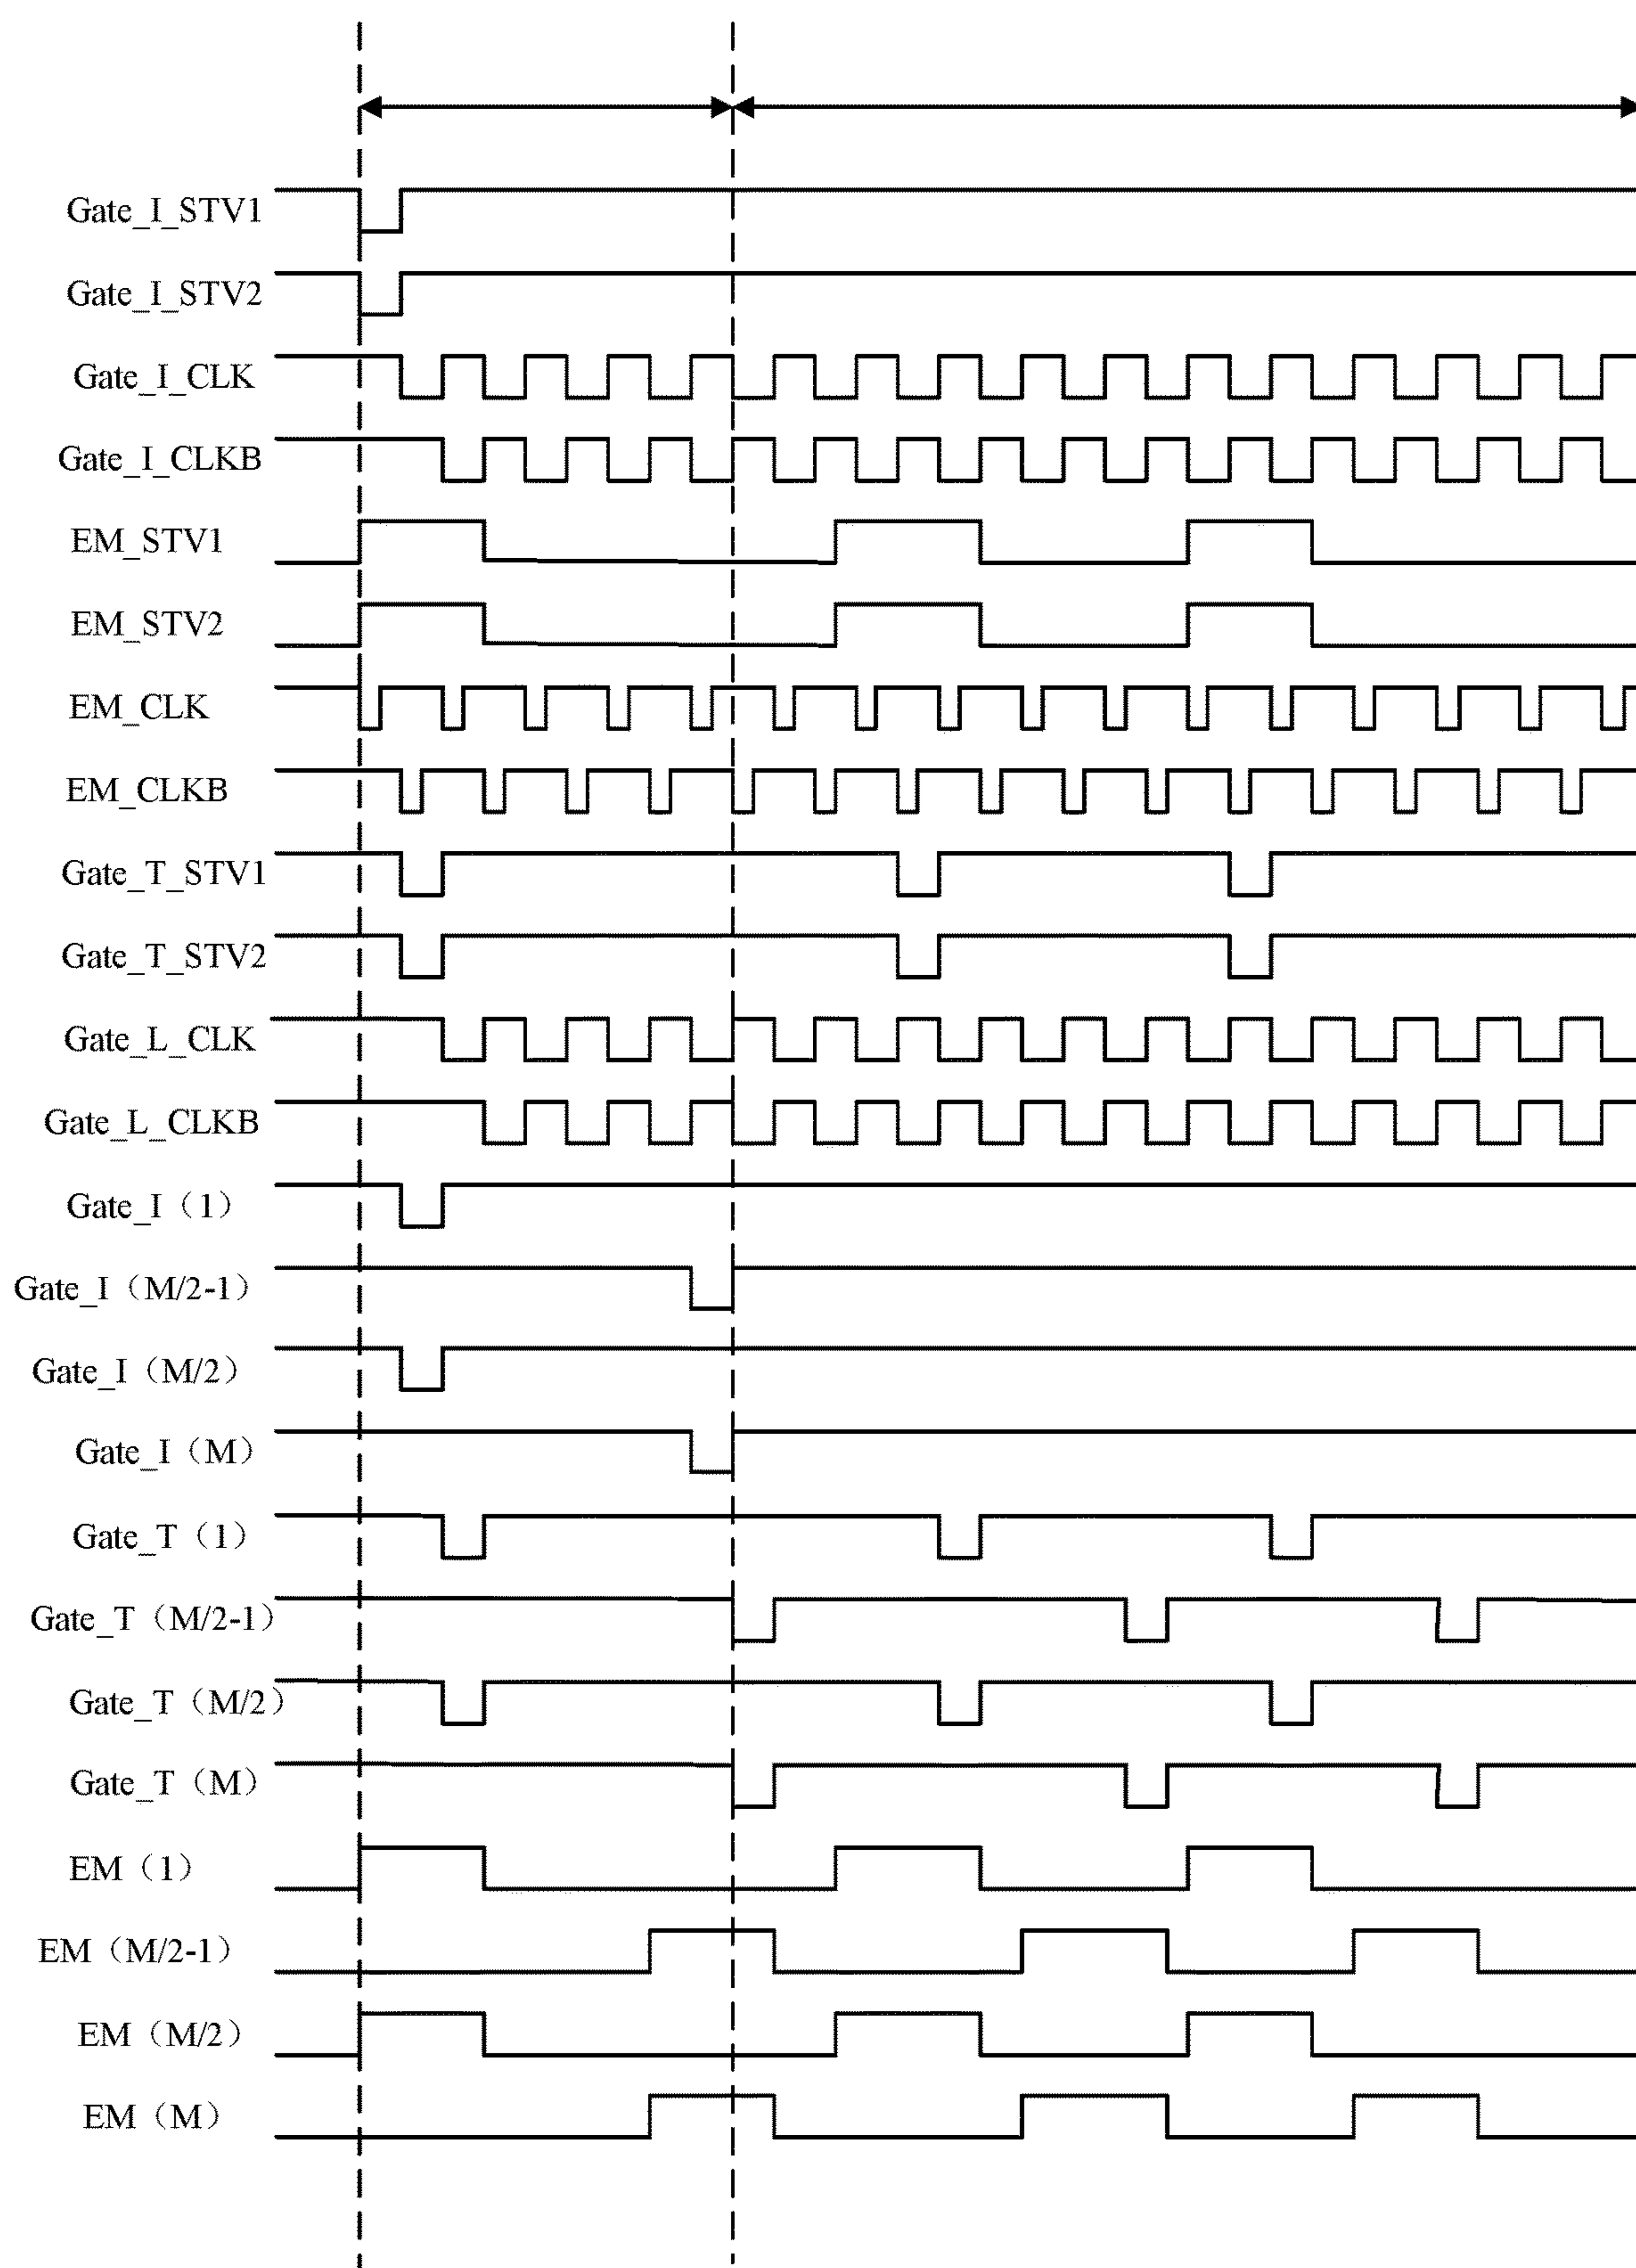 Gate_I_STV1
Gate_I_STV2
Gate_I_CLK
Gate_I_CLKB
EM_STV1
EM_STV2
EM_CLK
EM_CLKB
Gate_T_STV1
Gate_T_STV2
Gate_L_CLK
Gate_L_CLKB
Gate_I（1）
Gate_I（M/2-1）
Gate_I（M/2）
Gate_I（M）
Gate_T（1）
Gate_T（M/2-1）
Gate_T（M/2）
Gate_T（M）
EM（1）
EM（M/2-1）
EM（M/2）
EM（M）